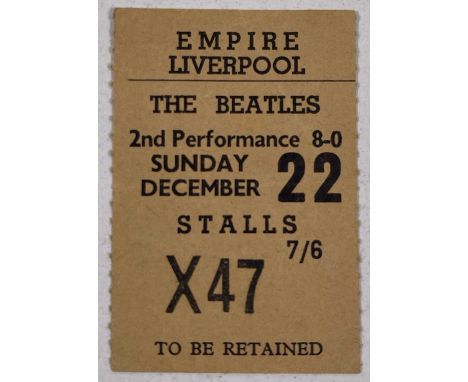 EMPIRE
LIVERPOOL
THE BEATLES
2nd Performance 8-0
SUNDAY
DECEMBER 22
STALLS
7/6
X47
TO BE RETAINED